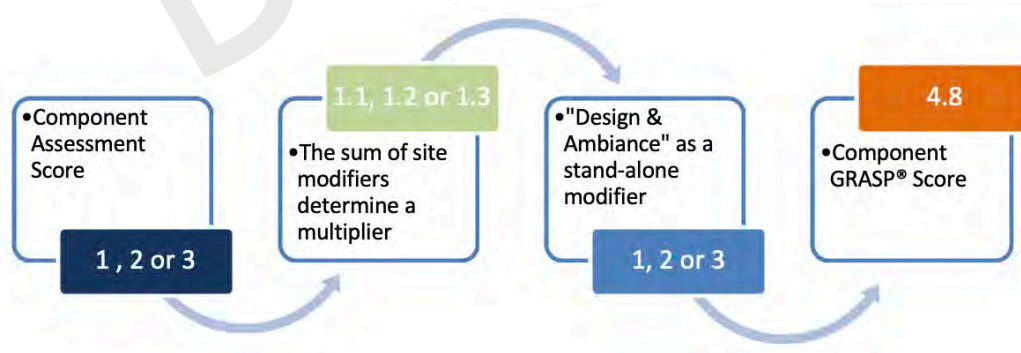 •Component
Assessment
Score
1 , 2 or 3
1.1, 1.2 or 1.3
•The sum of site
modifiers
determine a
multiplier
•"Design &
Ambiance" as a
stand-alone
modifier
1, 2 or 3
4.8
•Component
GRASP® Score